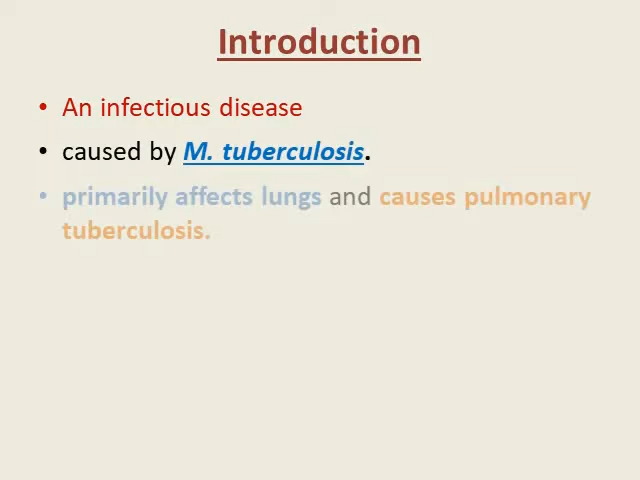 Introduction
• An infectious disease
• caused by M. tuberculosis.
• primarily affects lungs and causes pulmonary
tuberculosis.